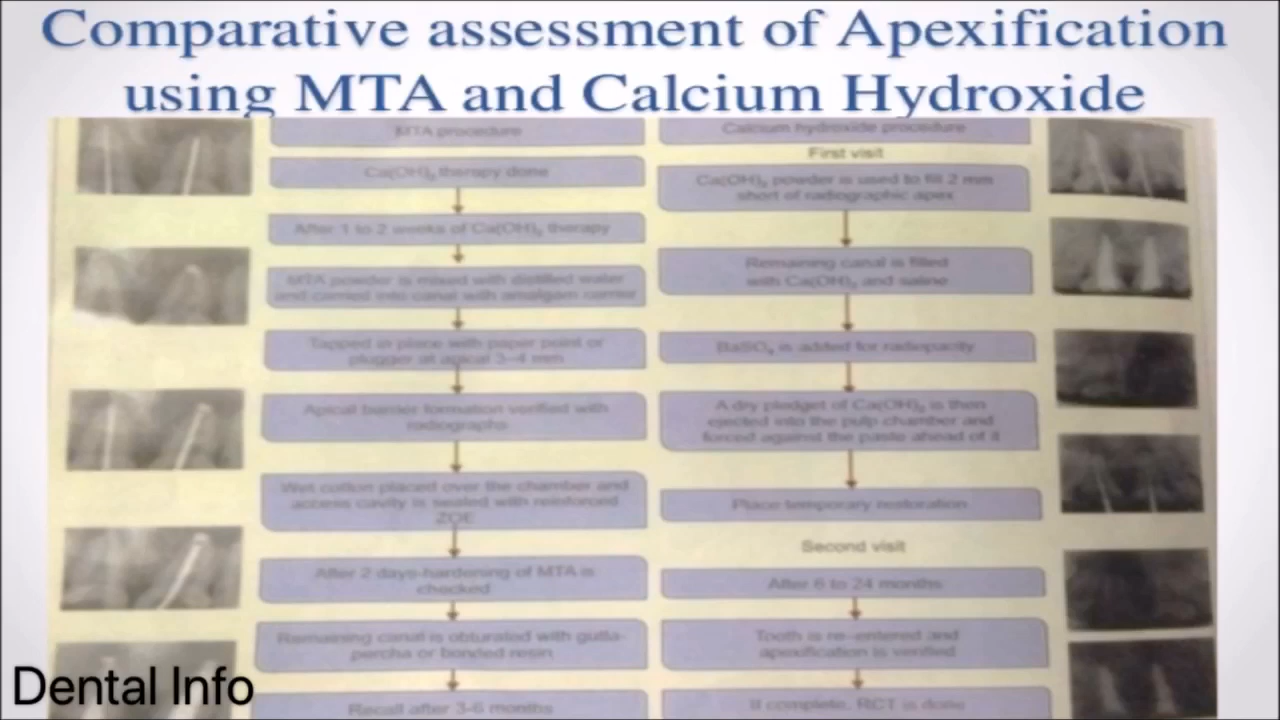 Comparative assessment of Apexification
using MTA and Calcium Hydroxide
MTA procedure
Ca(OH)₂ therapy done
After 1 to 2 weeks of Ca(OH)₂ therapy
MTA powder is mixed with distilled water
and carried into canal with amalgam carrier
Tapped in place with paper point or
plugger at apical 3–4 mm
Apical barrier formation verified with
radiographs
Wet cotton placed over the chamber and
access cavity is sealed with reinforced
ZOE
After 2 days-hardening of MTA is
checked
Remaining canal is obturated with gutta-
percha or bonded resin
Recall after 3-6 months
Calcium hydroxide procedure
First visit
Ca(OH)₂ powder is used to fill 2 mm
short of radiographic apex
Remaining canal is filled
with Ca(OH)₂ and saline
BaSO₄ is added for radiopacity
A dry pledget of Ca(OH)₂ is then
ejected into the pulp chamber and
forced against the paste ahead of it
Place temporary restoration
Second visit
After 6 to 24 months
Tooth is re-entered and
apexification is verified
If complete, RCT is done
Dental Info